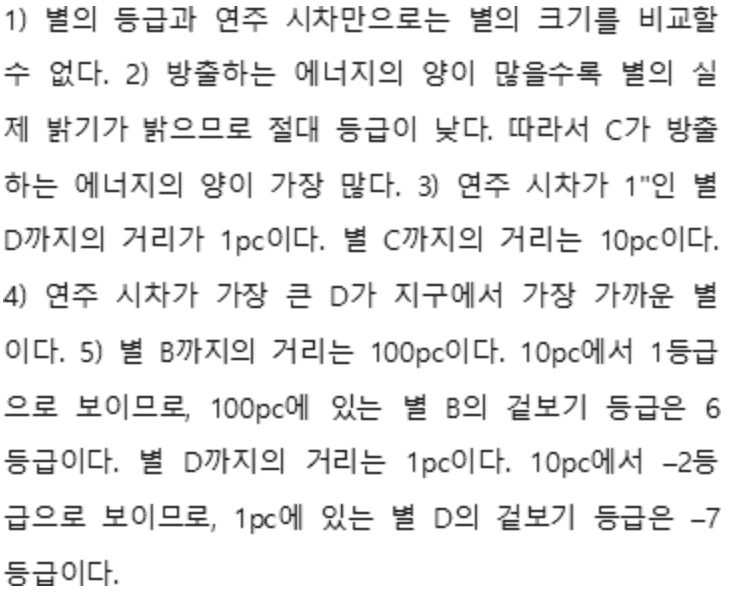 1) 별의 등급과 연주 시차만으로는 별의 크기를 비교할
수 없다. 2) 방출하는 에너지의 양이 많을수록 별의 실
제 밝기가 밝으므로 절대 등급이 낮다. 따라서 C가 방출
하는 에너지의 양이 가장 많다. 3) 연주 시차가 1"인 별
D까지의 거리가 1pc이다. 별 C까지의 거리는 10pc이다.
4) 연주 시차가 가장 큰 D가 지구에서 가장 가까운 별
이다. 5) 별 B까지의 거리는 100pc이다. 10pc에서 1등급
으로 보이므로, 100pc에 있는 별 B의 겉보기 등급은 6
등급이다. 별 D까지의 거리는 1pc이다. 10pc에서 –2등
급으로 보이므로, 1pc에 있는 별 D의 겉보기 등급은 –7
등급이다.